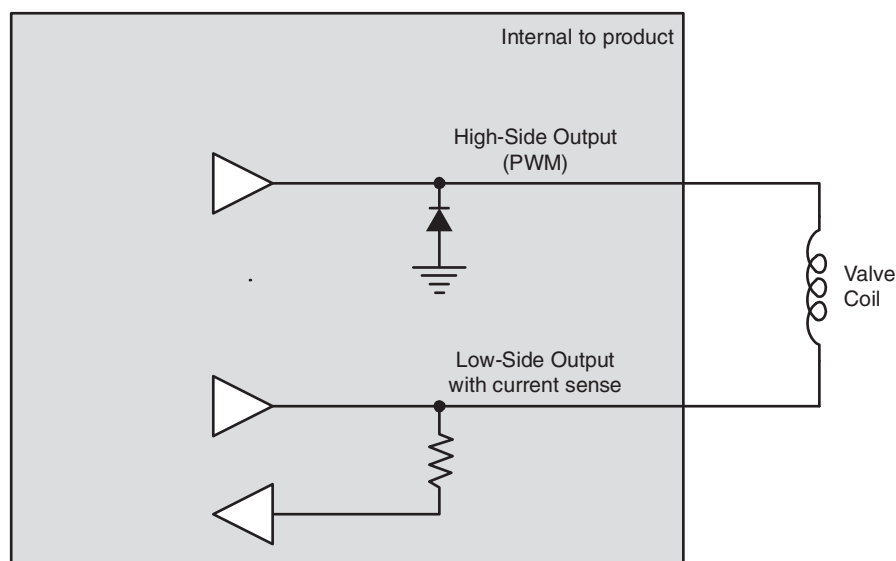 Internal to product
High-Side Output
(PWM)
Valve
Coil
Low-Side Output
with current sense